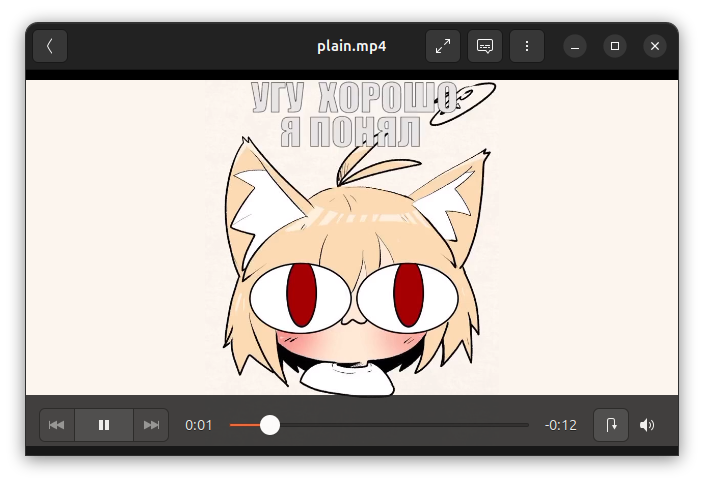 plain.mp4
УГУ ХОРОШО
Я ПОНЯЛ
0:01
-0:12